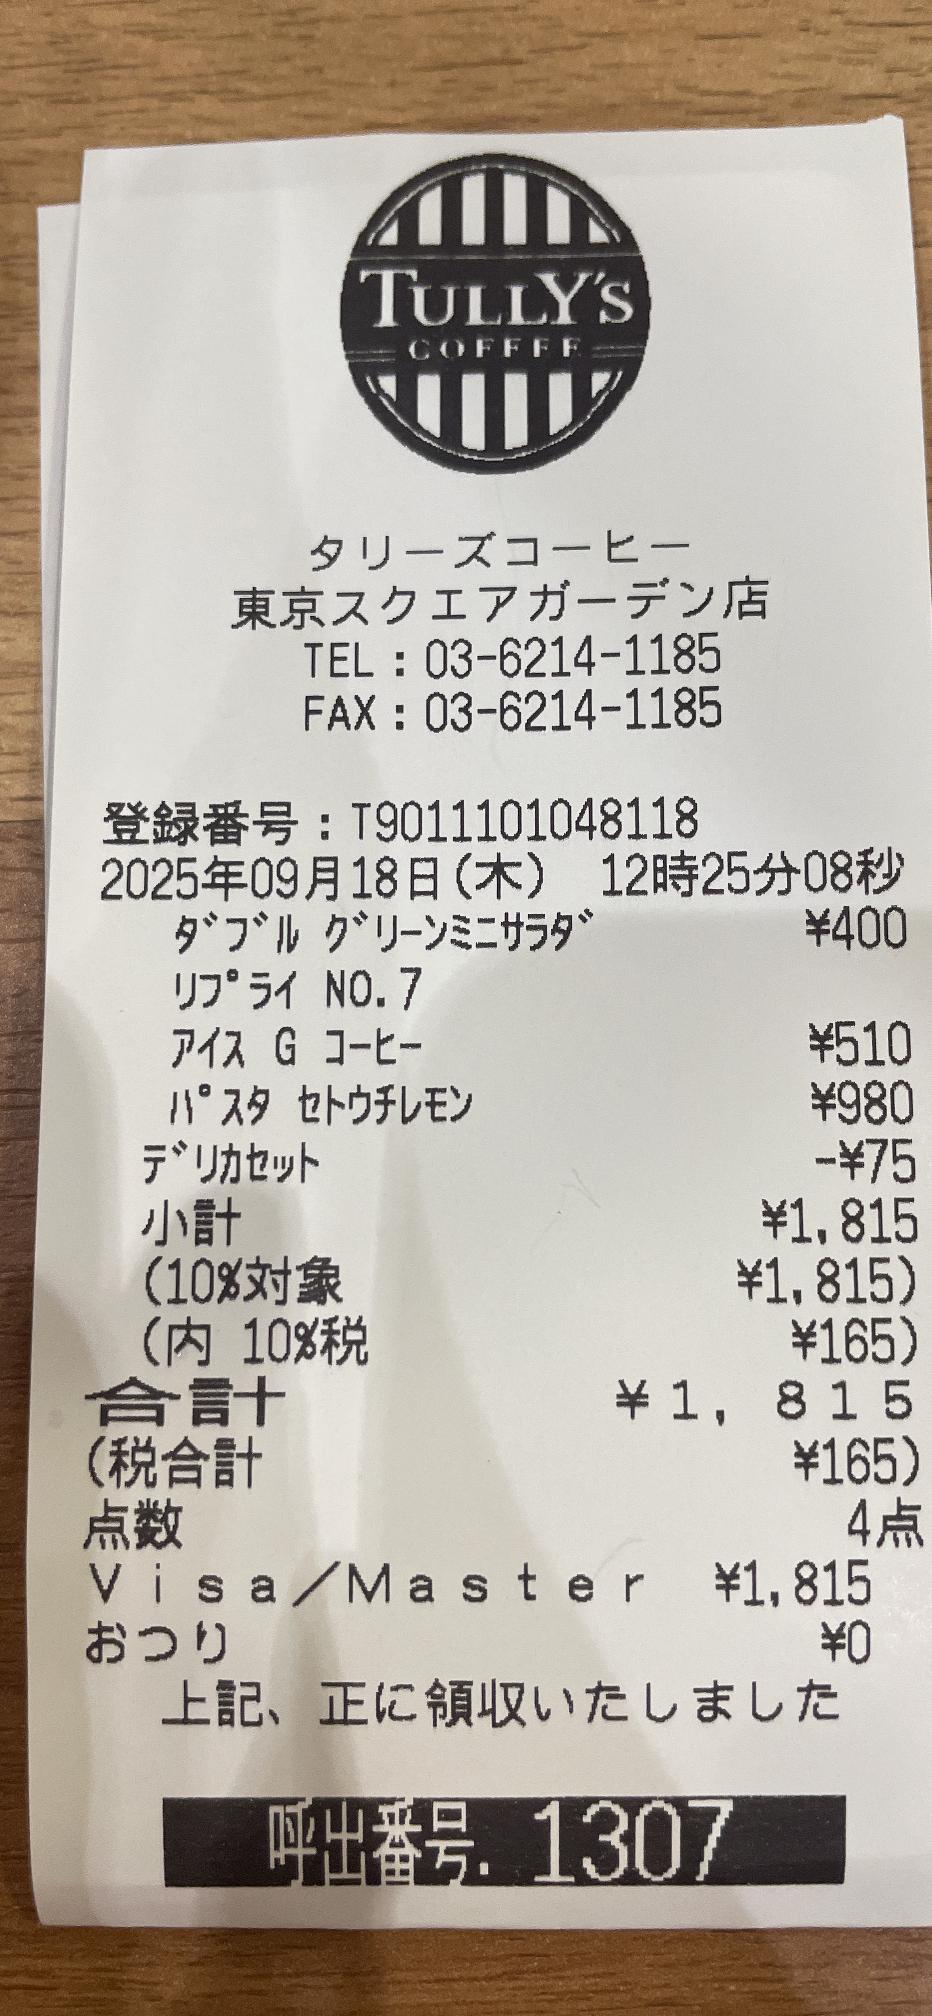 TULLY'S
COFFEE
タリーズコーヒー
東京スクエアガーデン店
TEL：03-6214-1185
FAX：03-6214-1185
登録番号：T9011101048118
2025年09月18日(木) 12時25分08秒
ﾀﾞﾌﾞﾙ ｸﾞﾘｰﾝﾐﾆｻﾗﾀﾞ ¥400
ﾘﾌﾟﾗｲ NO.7
ｱｲｽ G ｺｰﾋｰ ¥510
ﾊﾟｽﾀ ｾﾄｳﾁﾚﾓﾝ ¥980
ﾃﾞﾘｶｾｯﾄ -¥75
小計 ¥1,815
(10%対象 ¥1,815)
(内 10%税 ¥165)
合計 ¥1,815
(税合計 ¥165)
点数 4点
Ｖｉｓａ／Ｍａｓｔｅｒ ¥1,815
おつり ¥0
上記、正に領収いたしました
呼出番号. 1307